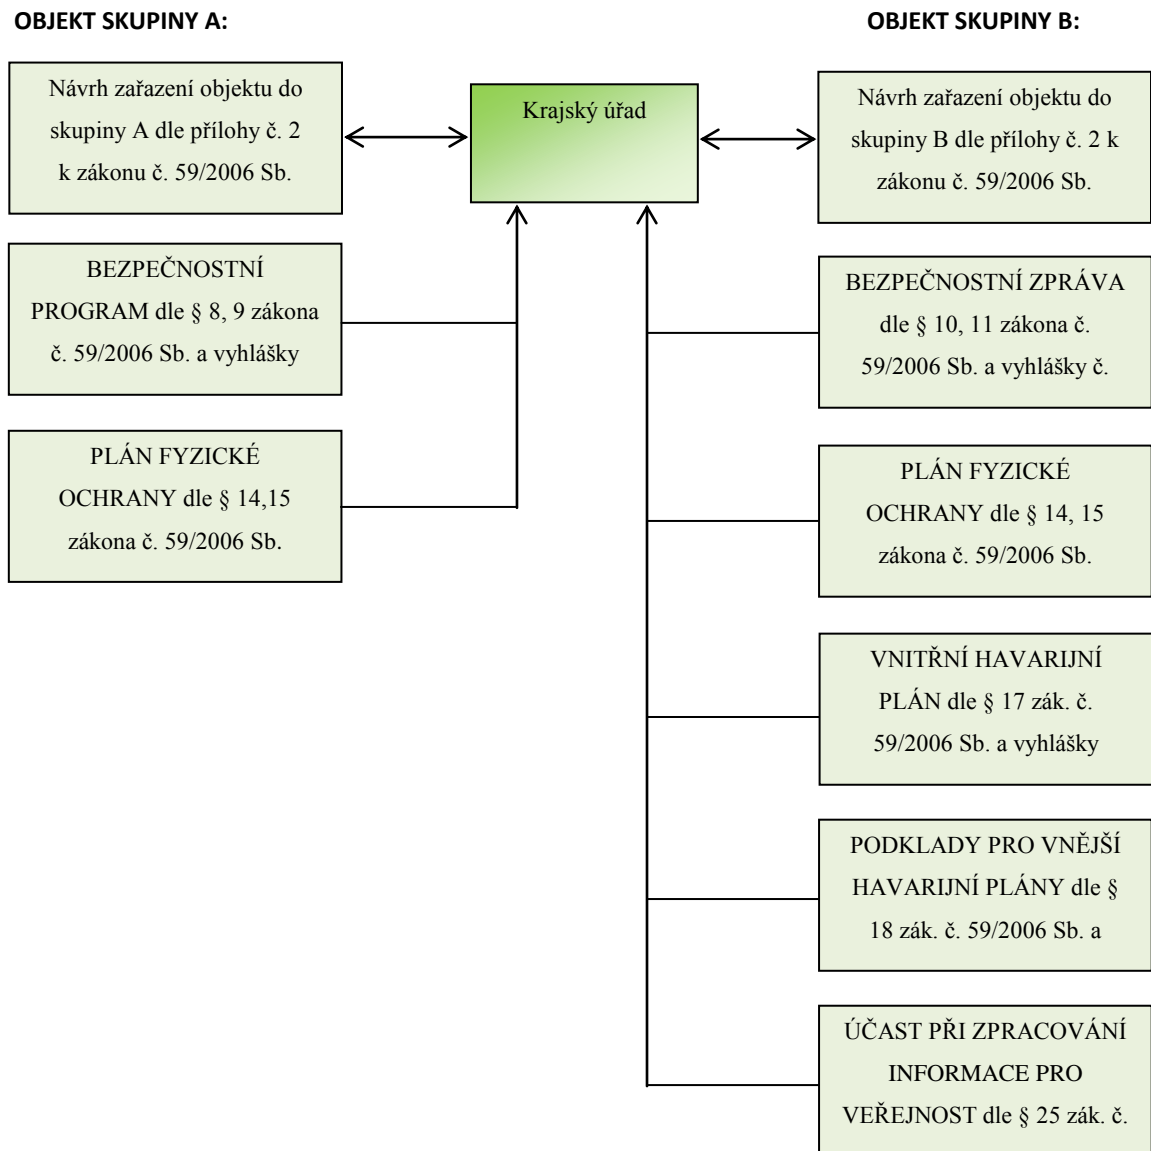 OBJEKT SKUPINY A:
OBJEKT SKUPINY B:
Návrh zařazení objektu do
skupiny A dle přílohy č. 2
k zákonu č. 59/2006 Sb.
Krajský úřad
Návrh zařazení objektu do
skupiny B dle přílohy č. 2 k
zákonu č. 59/2006 Sb.
BEZPEČNOSTNÍ
PROGRAM dle § 8, 9 zákona
č. 59/2006 Sb. a vyhlášky
PLÁN FYZICKÉ
OCHRANY dle § 14,15
zákona č. 59/2006 Sb.
BEZPEČNOSTNÍ ZPRÁVA
dle § 10, 11 zákona č.
59/2006 Sb. a vyhlášky č.
PLÁN FYZICKÉ
OCHRANY dle § 14, 15
zákona č. 59/2006 Sb.
VNITŘNÍ HAVARIJNÍ
PLÁN dle § 17 zák. č.
59/2006 Sb. a vyhlášky
PODKLADY PRO VNĚJŠÍ
HAVARIJNÍ PLÁNY dle §
18 zák. č. 59/2006 Sb. a
ÚČAST PŘI ZPRACOVÁNÍ
INFORMACE PRO
VEŘEJNOST dle § 25 zák. č.